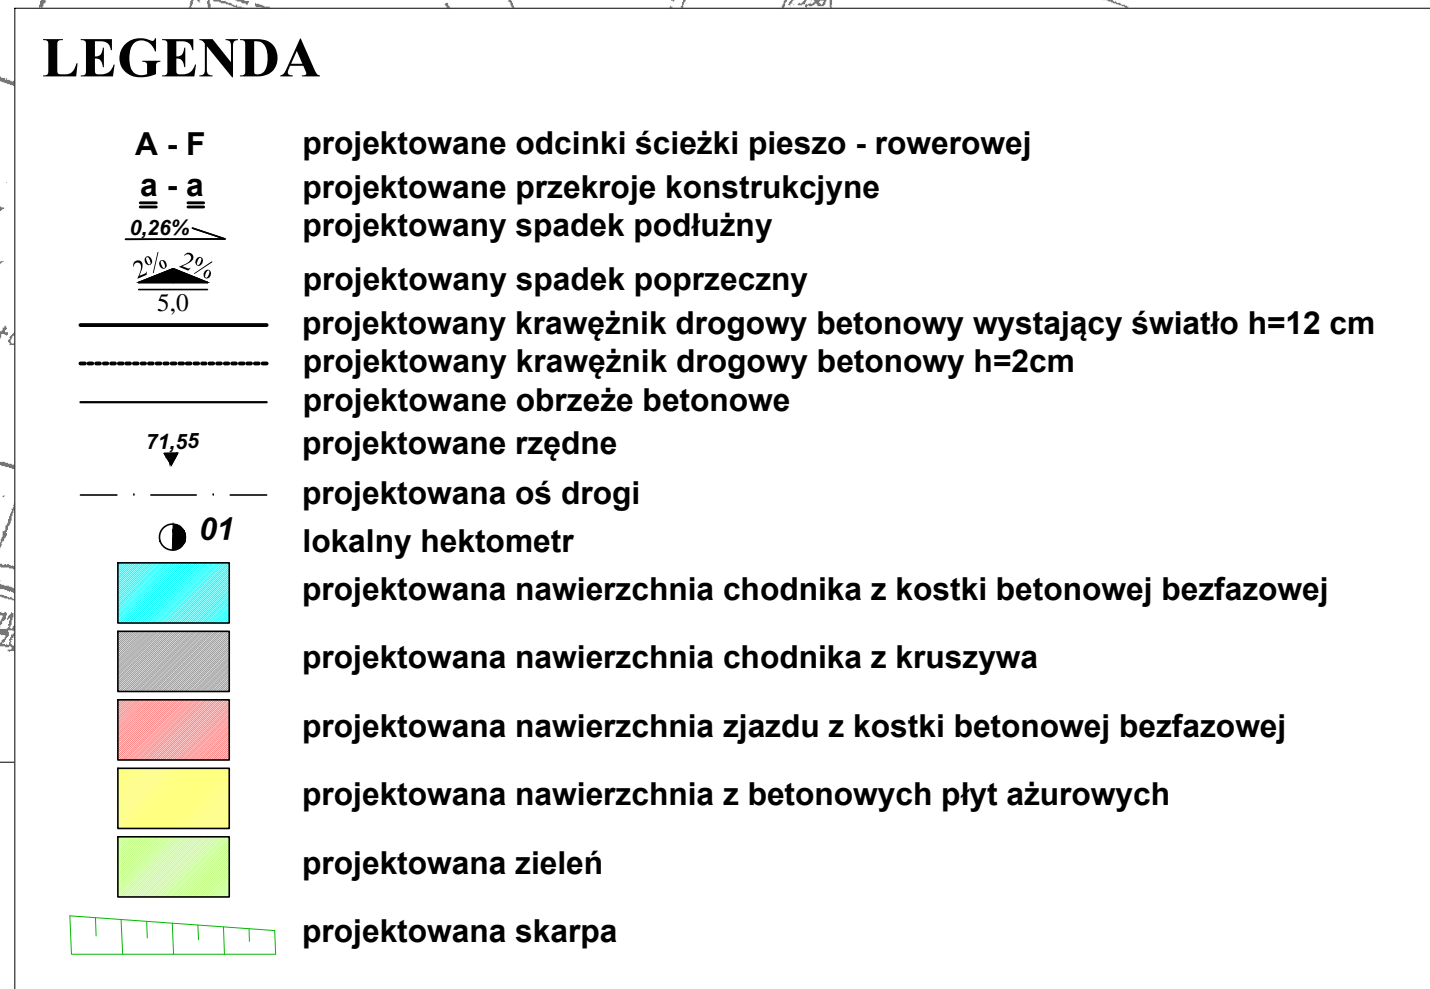 LEGENDA
A - F projektowane odcinki ścieżki pieszo - rowerowej
a - a projektowane przekroje konstrukcjyne
0,26% projektowany spadek podłużny
2% 2%
projektowany spadek poprzeczny
5,0
projektowany krawężnik drogowy betonowy wystający światło h=12 cm
projektowany krawężnik drogowy betonowy h=2cm
projektowane obrzeże betonowe
71,55 projektowane rzędne
projektowana oś drogi
01 lokalny hektometr
projektowana nawierzchnia chodnika z kostki betonowej bezfazowej
projektowana nawierzchnia chodnika z kruszywa
projektowana nawierzchnia zjazdu z kostki betonowej bezfazowej
projektowana nawierzchnia z betonowych płyt ażurowych
projektowana zieleń
projektowana skarpa